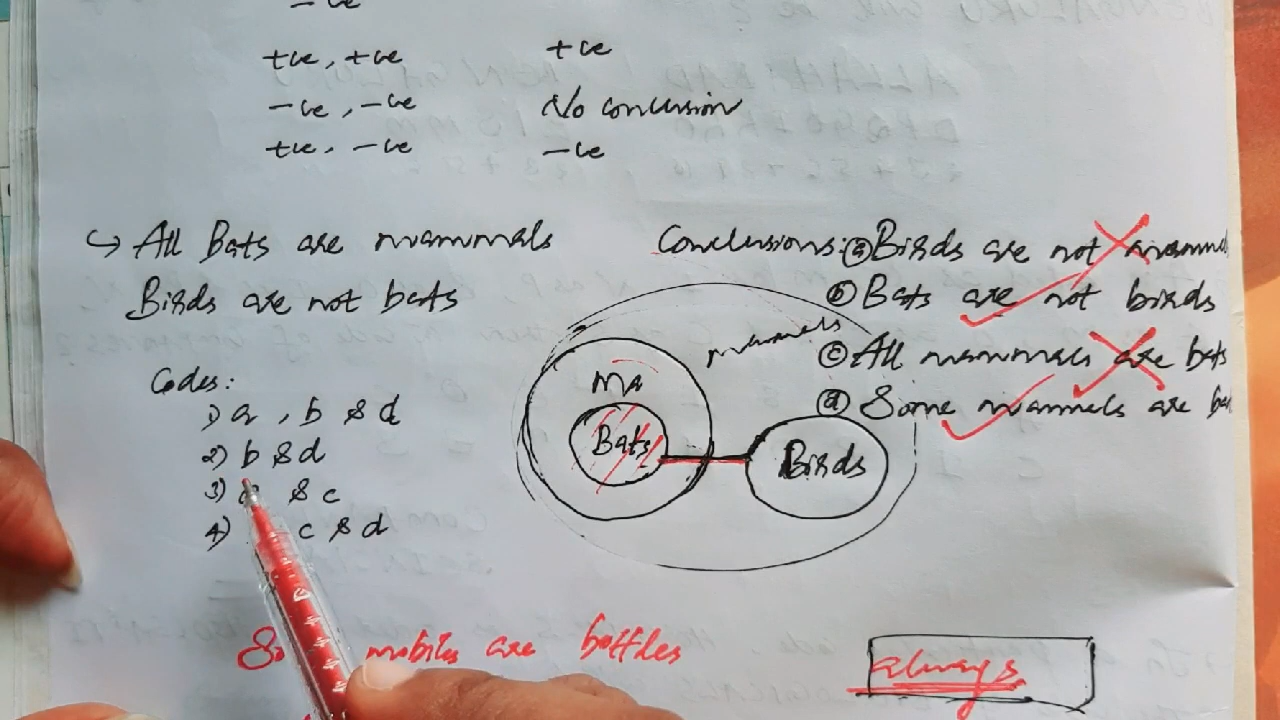 -ve
+ve, +ve +ve
-ve, -ve No conclusion
+ve, -ve -ve
↪ All Bats are mammals
Birds are not bats
Conclusions: ⓐ Birds are not
ⓑ Bats are not birds
ⓒ All mammals are bats
ⓓ Some mammals are
Codes:
1) a, b & d
2) b & d
3) & c
4) c & d
mammals
Ma
Bats
Birds
mobiles are bottles
always